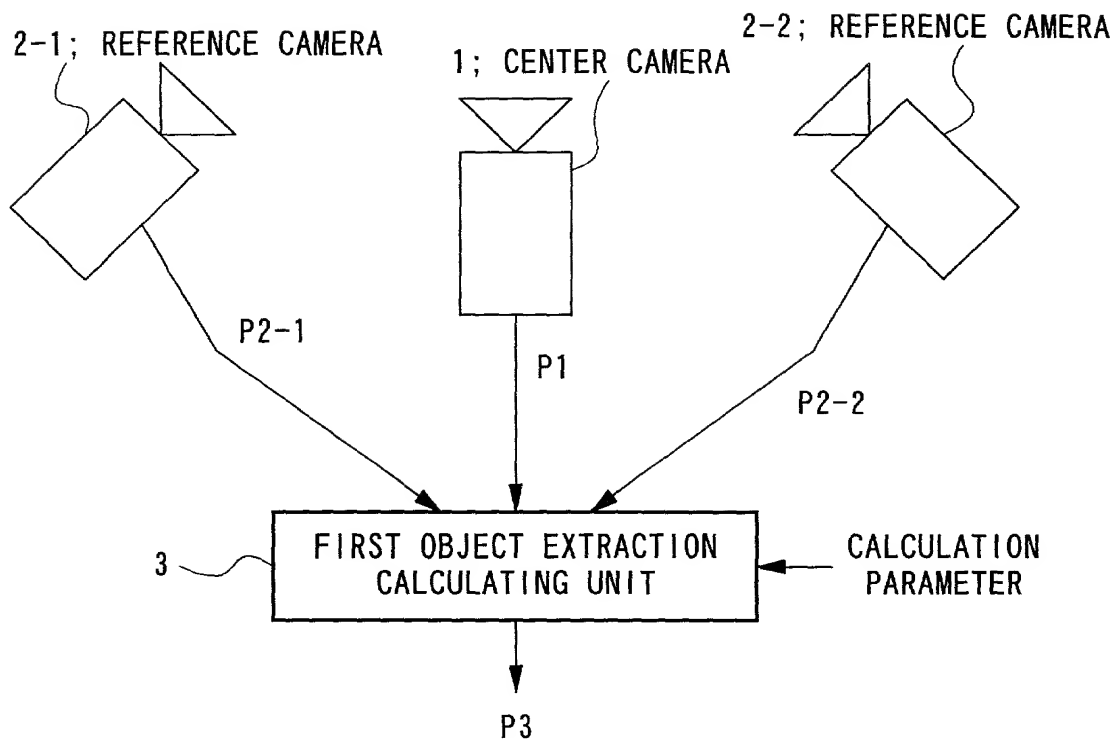 2-1; REFERENCE CAMERA
1; CENTER CAMERA
2-2; REFERENCE CAMERA
P2-1
P1
P2-2
3
FIRST OBJECT EXTRACTION
CALCULATING UNIT
CALCULATION
PARAMETER
P3